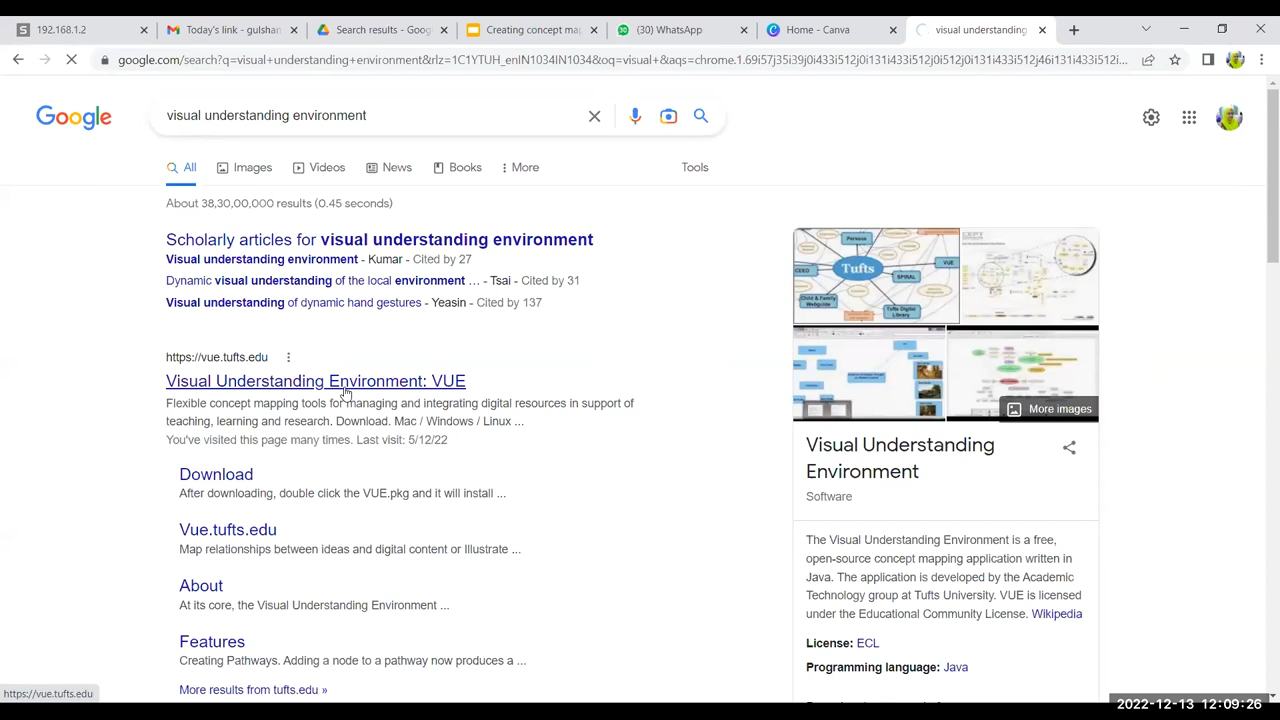 192.168.1.2
Today's link - gulshan
Search results - Goog
Creating concept map
(30) WhatsApp
Home - Canva
visual understanding
google.com/search?q=visual+understanding+environment&rlz=1C1YTUH_enIN1034IN1034&oq=visual+&aqs=chrome.1.69i57j35i39j0i433i512j0i131i433i512j0i512j0i131i433i512j46i131i433i512i...
Google
visual understanding environment
All
Images
Videos
News
Books
More
Tools
About 38,30,00,000 results (0.45 seconds)
Scholarly articles for visual understanding environment
Visual understanding environment - Kumar - Cited by 27
Dynamic visual understanding of the local environment … - Tsai - Cited by 31
Visual understanding of dynamic hand gestures - Yeasin - Cited by 137
https://vue.tufts.edu
Visual Understanding Environment: VUE
Flexible concept mapping tools for managing and integrating digital resources in support of
teaching, learning and research. Download. Mac / Windows / Linux ...
You've visited this page many times. Last visit: 5/12/22
Download
After downloading, double click the VUE.pkg and it will install ...
Vue.tufts.edu
Map relationships between ideas and digital content or Illustrate ...
About
At its core, the Visual Understanding Environment ...
Features
Creating Pathways. Adding a node to a pathway now produces a ...
More results from tufts.edu »
Persona
CEED
Tufts
VUE
SPIRAL
Child & Family
Webguide
Tufts Digital
Library
More images
Visual Understanding
Environment
Software
The Visual Understanding Environment is a free,
open-source concept mapping application written in
Java. The application is developed by the Academic
Technology group at Tufts University. VUE is licensed
under the Educational Community License. Wikipedia
License: ECL
Programming language: Java
https://vue.tufts.edu
2022-12-13 12:09:26